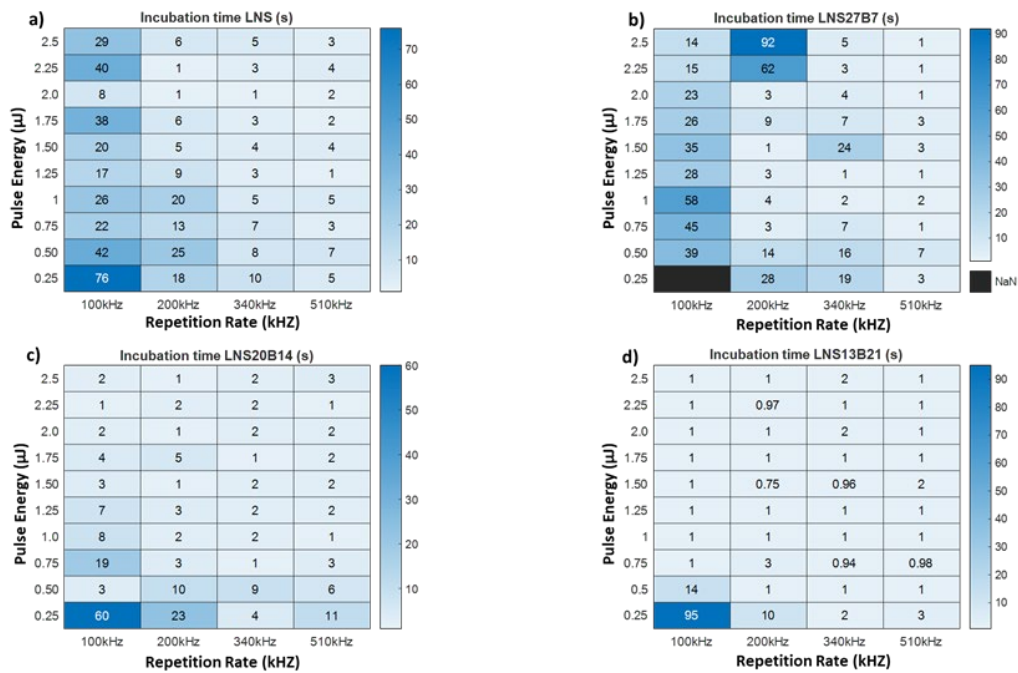 a) Incubation time LNS (s)
Pulse Energy (µJ)
2.5 29 6 5 3
2.25 40 1 3 4
2.0 8 1 1 2
1.75 38 6 3 2
1.50 20 5 4 4
1.25 17 9 3 1
1 26 20 5 5
0.75 22 13 7 3
0.50 42 25 8 7
0.25 76 18 10 5
100kHz 200kHz 340kHz 510kHz
Repetition Rate (kHZ)
70
60
50
40
30
20
10
b) Incubation time LNS27B7 (s)
Pulse Energy (µJ)
2.5 14 92 5 1
2.25 15 62 3 1
2.0 23 3 4 1
1.75 26 9 7 3
1.50 35 1 24 3
1.25 28 3 1 1
1 58 4 2 2
0.75 45 3 7 1
0.50 39 14 16 7
0.25 28 19 3
100kHz 200kHz 340kHz 510kHz
Repetition Rate (kHZ)
90
80
70
60
50
40
30
20
10
NaN
c) Incubation time LNS20B14 (s)
Pulse Energy (µJ)
2.5 2 1 2 3
2.25 1 2 2 1
2.0 2 1 2 2
1.75 4 5 1 2
1.50 3 1 2 2
1.25 7 3 2 2
1.0 8 2 2 1
0.75 19 3 1 3
0.50 3 10 9 6
0.25 60 23 4 11
100kHz 200kHz 340kHz 510kHz
Repetition Rate (kHZ)
60
50
40
30
20
10
d) Incubation time LNS13B21 (s)
Pulse Energy (µJ)
2.5 1 1 2 1
2.25 1 0.97 1 1
2.0 1 1 2 1
1.75 1 1 1 1
1.50 1 0.75 0.96 2
1.25 1 1 1 1
1 1 1 1 1
0.75 1 3 0.94 0.98
0.5 14 1 1 1
0.25 95 10 2 3
100kHz 200kHz 340kHz 510kHz
Repetition Rate (kHZ)
90
80
70
60
50
40
30
20
10